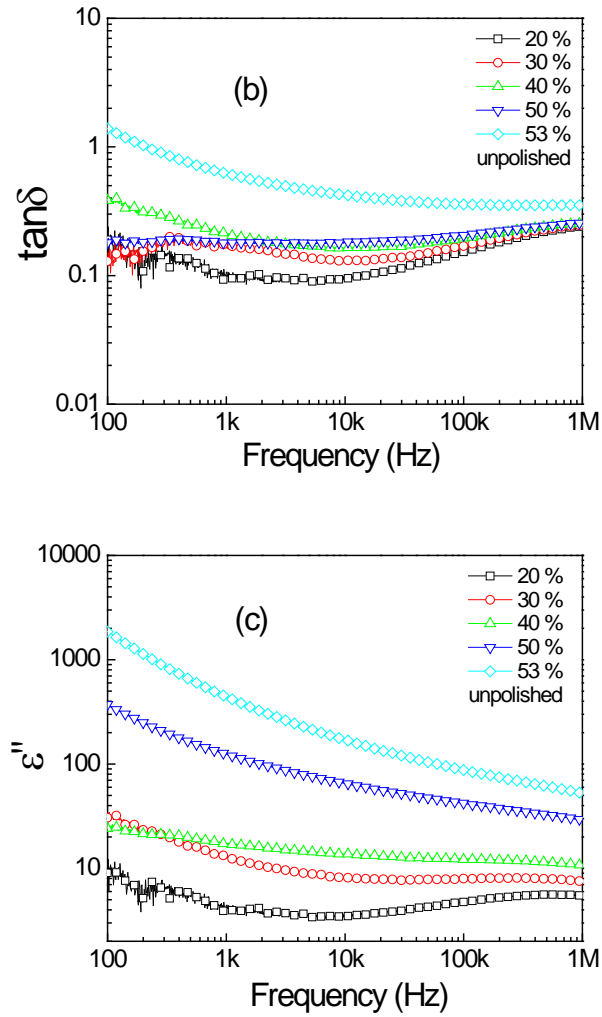 10
(b)
20 %
30 %
40 %
50 %
53 %
unpolished
1
tanδ
0.1
0.01
100 1k 10k 100k 1M
Frequency (Hz)
10000
(c)
20 %
30 %
40 %
50 %
53 %
unpolished
1000
ε"
100
10
100 1k 10k 100k 1M
Frequency (Hz)